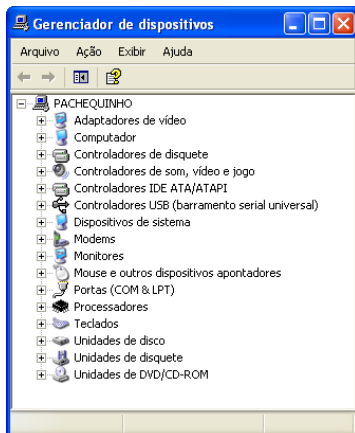 Gerenciador de dispositivos
Arquivo Ação Exibir Ajuda
PACHEQUINHO
Adaptadores de vídeo
Computador
Controladores de disquete
Controladores de som, vídeo e jogo
Controladores IDE ATA/ATAPI
Controladores USB (barramento serial universal)
Dispositivos de sistema
Modems
Monitores
Mouse e outros dispositivos apontadores
Portas (COM & LPT)
Processadores
Teclados
Unidades de disco
Unidades de disquete
Unidades de DVD/CD-ROM